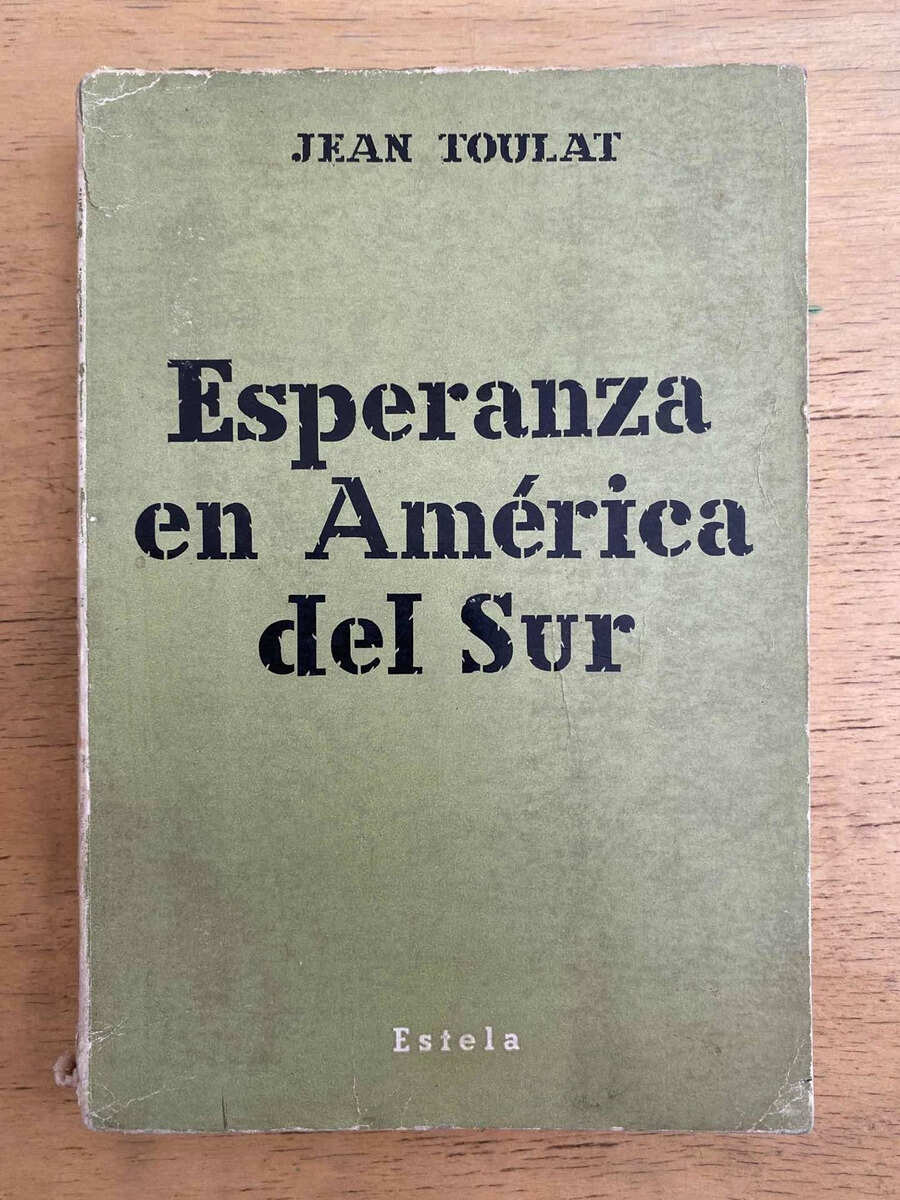 JEAN TOULAT
Esperanza
en América
del Sur
Estela